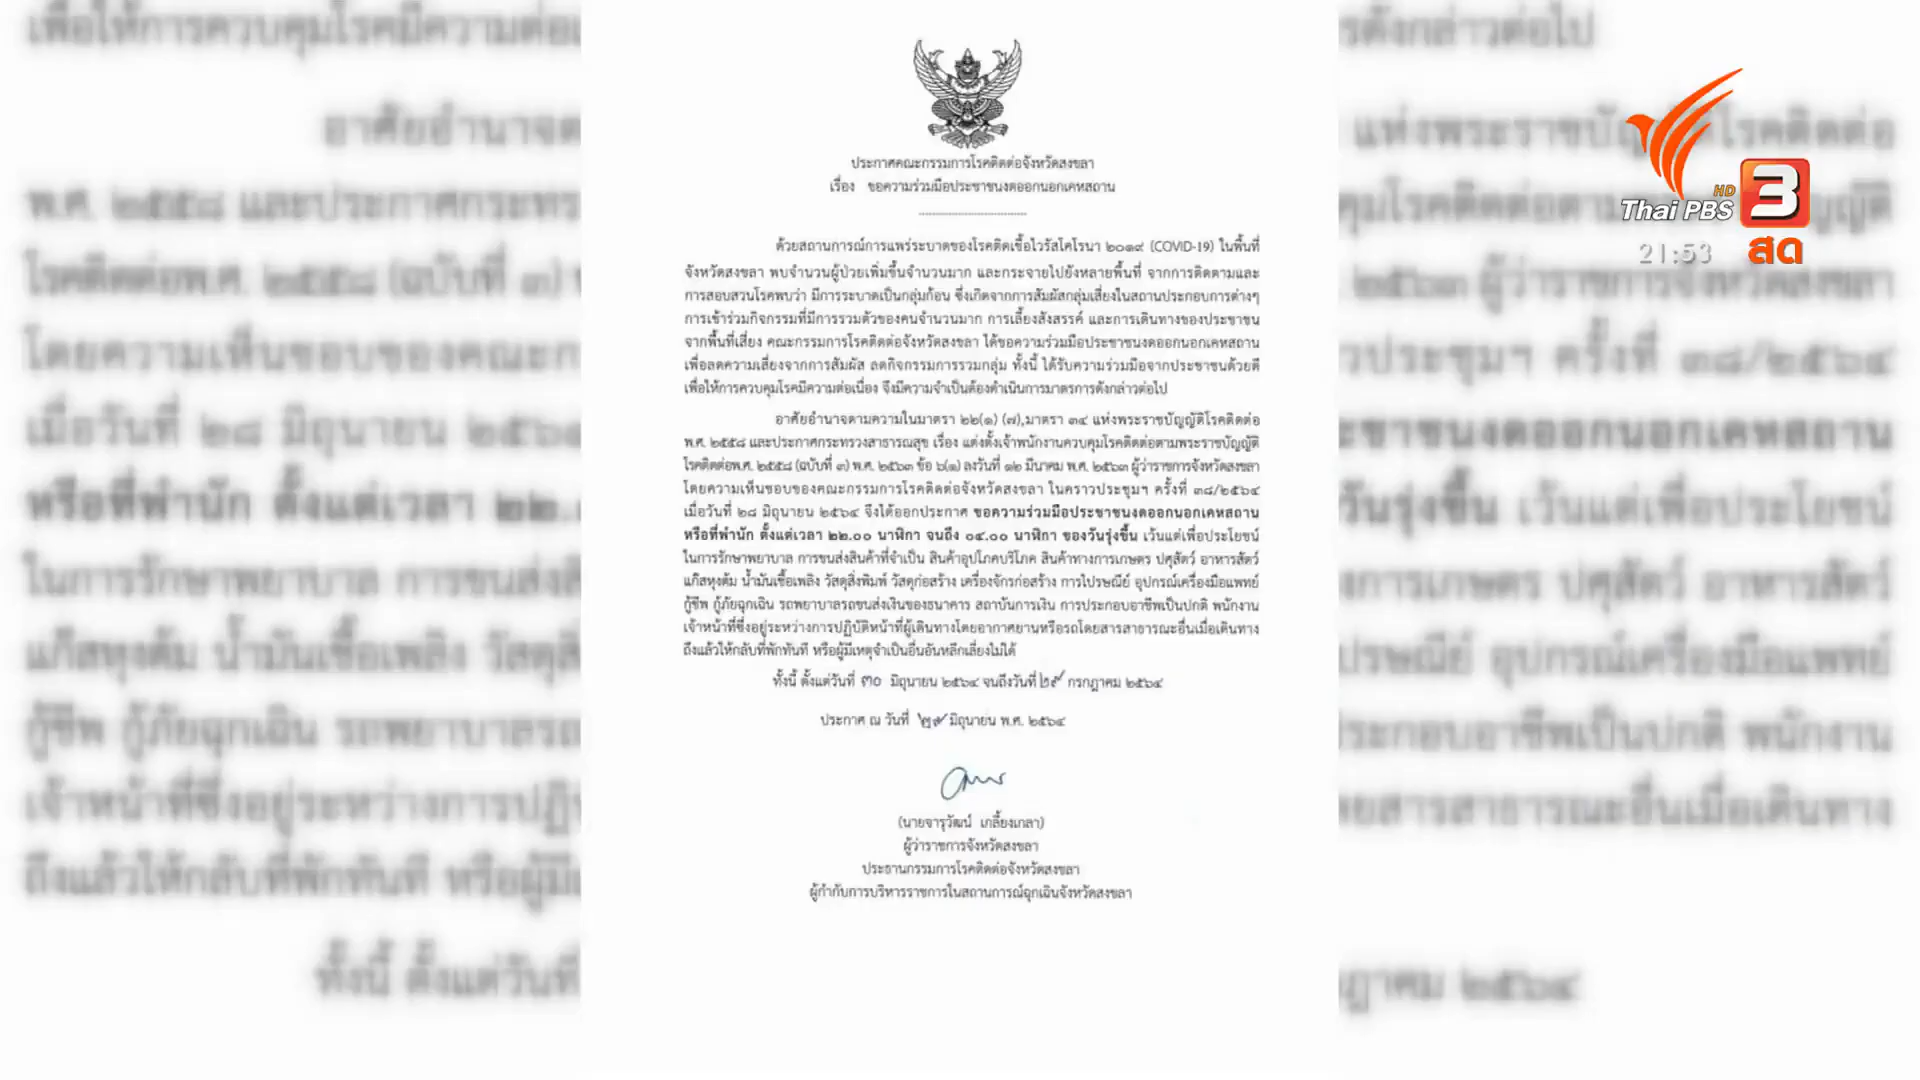 ประกาศคณะกรรมการโรคติดต่อจังหวัดสงขลา
เรื่อง ขอความร่วมมือประชาชนงดออกนอกเคหสถาน
ด้วยสถานการณ์การแพร่ระบาดของโรคติดเชื้อไวรัสโคโรนา ๒๐๑๙ (COVID-19) ในพื้นที่
จังหวัดสงขลา พบจำนวนผู้ป่วยเพิ่มขึ้นจำนวนมาก และกระจายไปยังหลายพื้นที่ จากการติดตามและ
การสอบสวนโรคพบว่า มีการระบาดเป็นกลุ่มก้อน ซึ่งเกิดจากการสัมผัสกลุ่มเสี่ยงในสถานประกอบการต่างๆ
การเข้าร่วมกิจกรรมที่มีการรวมตัวของคนจำนวนมาก การเลี้ยงสังสรรค์ และการเดินทางของประชาชน
จากพื้นที่เสี่ยง คณะกรรมการโรคติดต่อจังหวัดสงขลา ได้ขอความร่วมมือประชาชนงดออกนอกเคหสถาน
เพื่อลดความเสี่ยงจากการสัมผัส ลดกิจกรรมการรวมกลุ่ม ทั้งนี้ ได้รับความร่วมมือจากประชาชนด้วยดี
เพื่อให้การควบคุมโรคมีความต่อเนื่อง จึงมีความจำเป็นต้องดำเนินการมาตรการดังกล่าวต่อไป
อาศัยอำนาจตามความในมาตรา ๒๒(๑) (๗),มาตรา ๓๔ แห่งพระราชบัญญัติโรคติดต่อ
พ.ศ. ๒๕๕๘ และประกาศกระทรวงสาธารณสุข เรื่อง แต่งตั้งเจ้าพนักงานควบคุมโรคติดต่อตามพระราชบัญญัติ
โรคติดต่อพ.ศ. ๒๕๕๘ (ฉบับที่ ๓) พ.ศ. ๒๕๖๓ ข้อ ๖(๑) ลงวันที่ ๑๒ มีนาคม พ.ศ. ๒๕๖๓ ผู้ว่าราชการจังหวัดสงขลา
โดยความเห็นชอบของคณะกรรมการโรคติดต่อจังหวัดสงขลา ในคราวประชุมฯ ครั้งที่ ๓๘/๒๕๖๔
เมื่อวันที่ ๒๘ มิถุนายน ๒๕๖๔ จึงได้ออกประกาศ ขอความร่วมมือประชาชนงดออกนอกเคหสถาน
หรือที่พำนัก ตั้งแต่เวลา ๒๒.๐๐ นาฬิกา จนถึง ๐๔.๐๐ นาฬิกา ของวันรุ่งขึ้น เว้นแต่เพื่อประโยชน์
ในการรักษาพยาบาล การขนส่งสินค้าที่จำเป็น สินค้าอุปโภคบริโภค สินค้าทางการเกษตร ปศุสัตว์ อาหารสัตว์
แก๊สหุงต้ม น้ำมันเชื้อเพลิง วัสดุสิ่งพิมพ์ วัสดุก่อสร้าง เครื่องจักรก่อสร้าง การไปรษณีย์ อุปกรณ์เครื่องมือแพทย์
กู้ชีพ กู้ภัยฉุกเฉิน รถพยาบาลรถขนส่งเงินของธนาคาร สถาบันการเงิน การประกอบอาชีพเป็นปกติ พนักงาน
เจ้าหน้าที่ซึ่งอยู่ระหว่างการปฏิบัติหน้าที่ผู้เดินทางโดยอากาศยานหรือรถโดยสารสาธารณะอื่นเมื่อเดินทาง
ถึงแล้วให้กลับที่พักทันที หรือผู้มีเหตุจำเป็นอื่นอันหลีกเลี่ยงไม่ได้
ทั้งนี้ ตั้งแต่วันที่ ๓๐ มิถุนายน ๒๕๖๔ จนถึงวันที่ ๒๙ กรกฎาคม ๒๕๖๔
ประกาศ ณ วันที่ ๒๙ มิถุนายน พ.ศ. ๒๕๖๔
(นายจารุวัฒน์ เกลี้ยงเกลา)
ผู้ว่าราชการจังหวัดสงขลา
ประธานกรรมการโรคติดต่อจังหวัดสงขลา
ผู้กำกับการบริหารราชการในสถานการณ์ฉุกเฉินจังหวัดสงขลา
HD
Thai PBS 3
21:53 สด